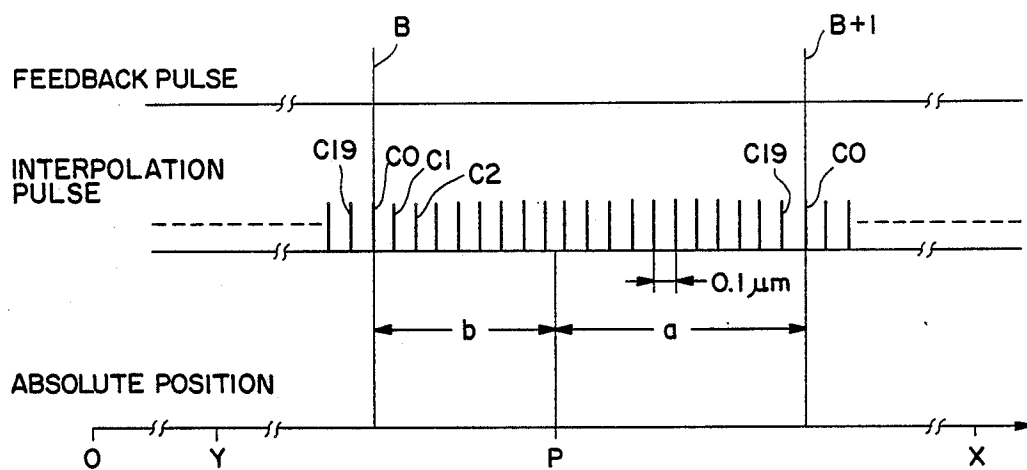 B
B+1
FEEDBACK PULSE
INTERPOLATION
PULSE
C19
C0
C1
C2
C19
C0
0.1 μm
b
a
ABSOLUTE POSITION
O
Y
P
X